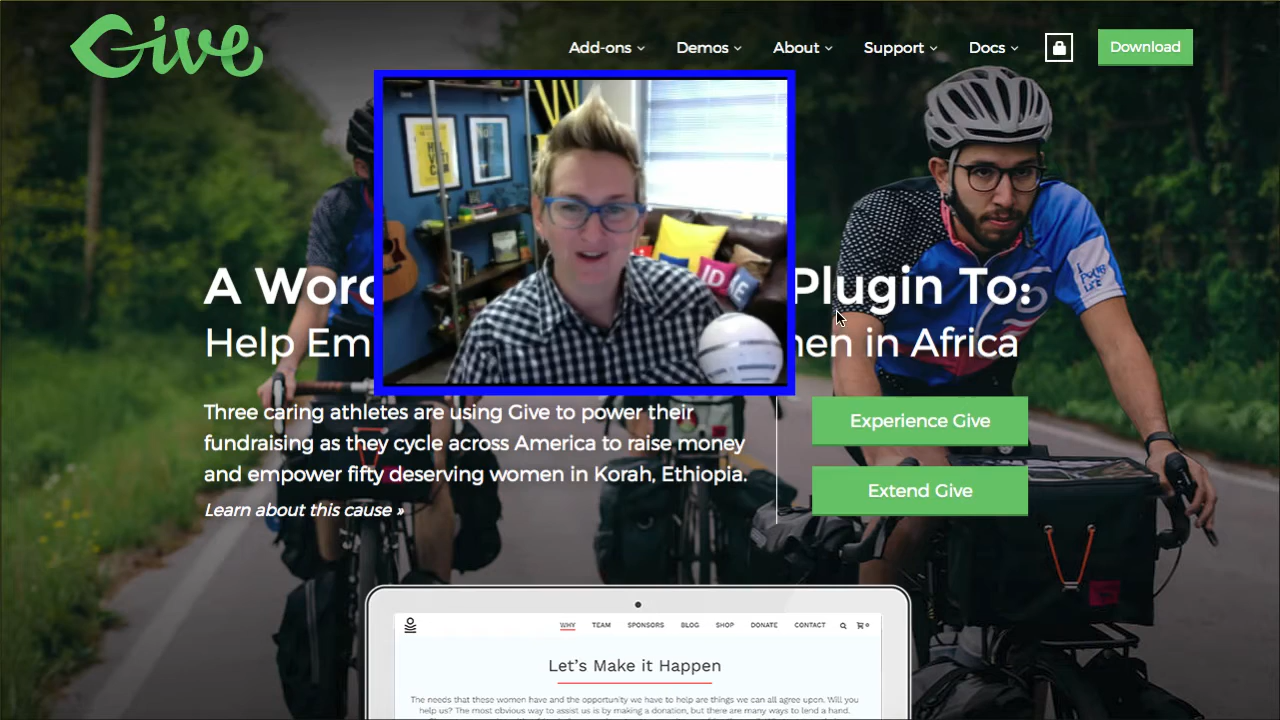 Give
Add-ons
Demos
About
Support
Docs
Download
A Word
Plugin To:
Help Em
en in Africa
Three caring athletes are using Give to power their
fundraising as they cycle across America to raise money
and empower fifty deserving women in Korah, Ethiopia.
Learn about this cause »
Experience Give
Extend Give
WHY
TEAM
SPONSORS
BLOG
SHOP
DONATE
CONTACT
0
Let's Make it Happen
The needs that these women have and the opportunity we have to help are things we can all agree upon. Will you
help us? The most obvious way to assist us is by making a donation, but there are many ways to lend a hand.